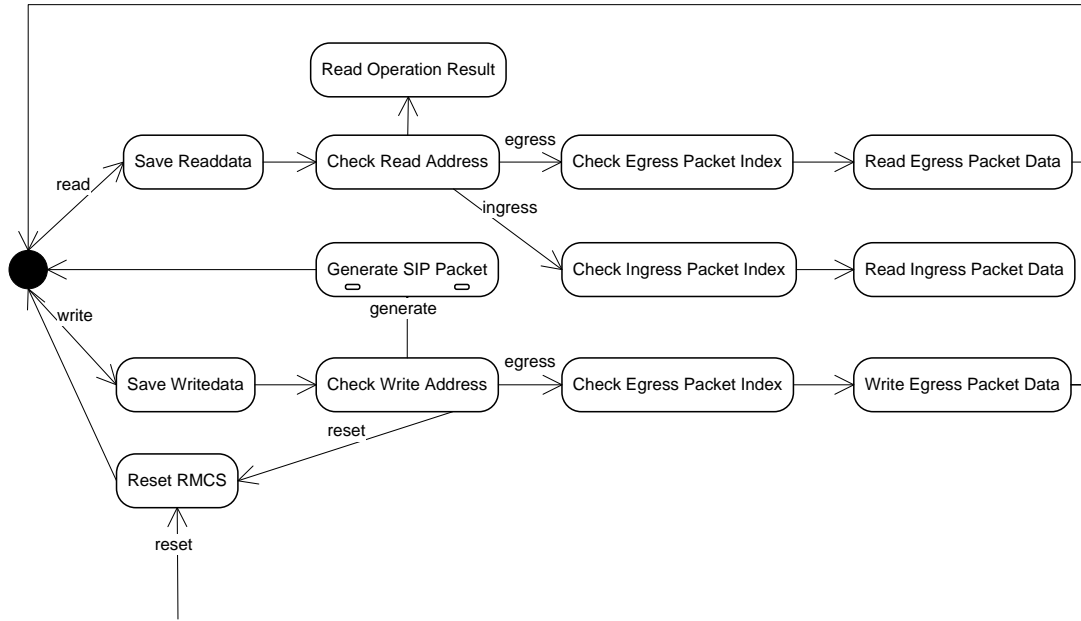 Read Operation Result
egress
Save Readdata
Check Read Address
Check Egress Packet Index
Read Egress Packet Data
read
ingress
Generate SIP Packet
Check Ingress Packet Index
Read Ingress Packet Data
generate
write
egress
Save Writedata
Check Write Address
Check Egress Packet Index
Write Egress Packet Data
reset
Reset RMCS
reset